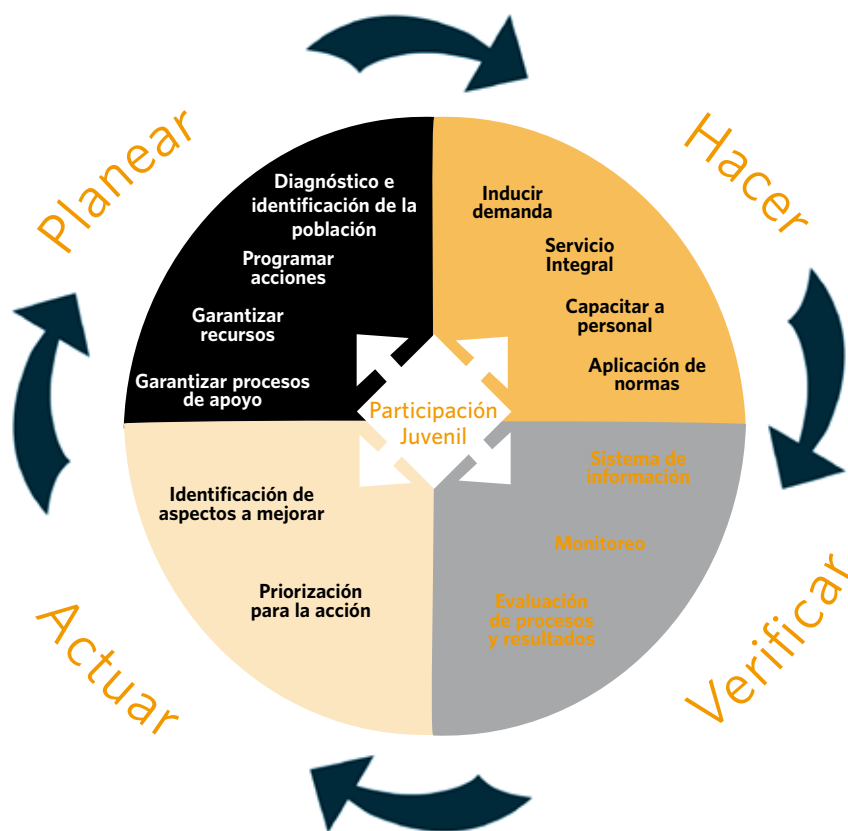 Planear
Diagnóstico e
identificación de la
población
Programar
acciones
Garantizar
recursos
Garantizar procesos
de apoyo
Hacer
Inducir
demanda
Servicio
Integral
Capacitar a
personal
Aplicación de
normas
Participación
Juvenil
Verificar
Sistema de
información
Monitoreo
Evaluación
de procesos
y resultados
Actuar
Identificación de
aspectos a mejorar
Priorización
para la acción